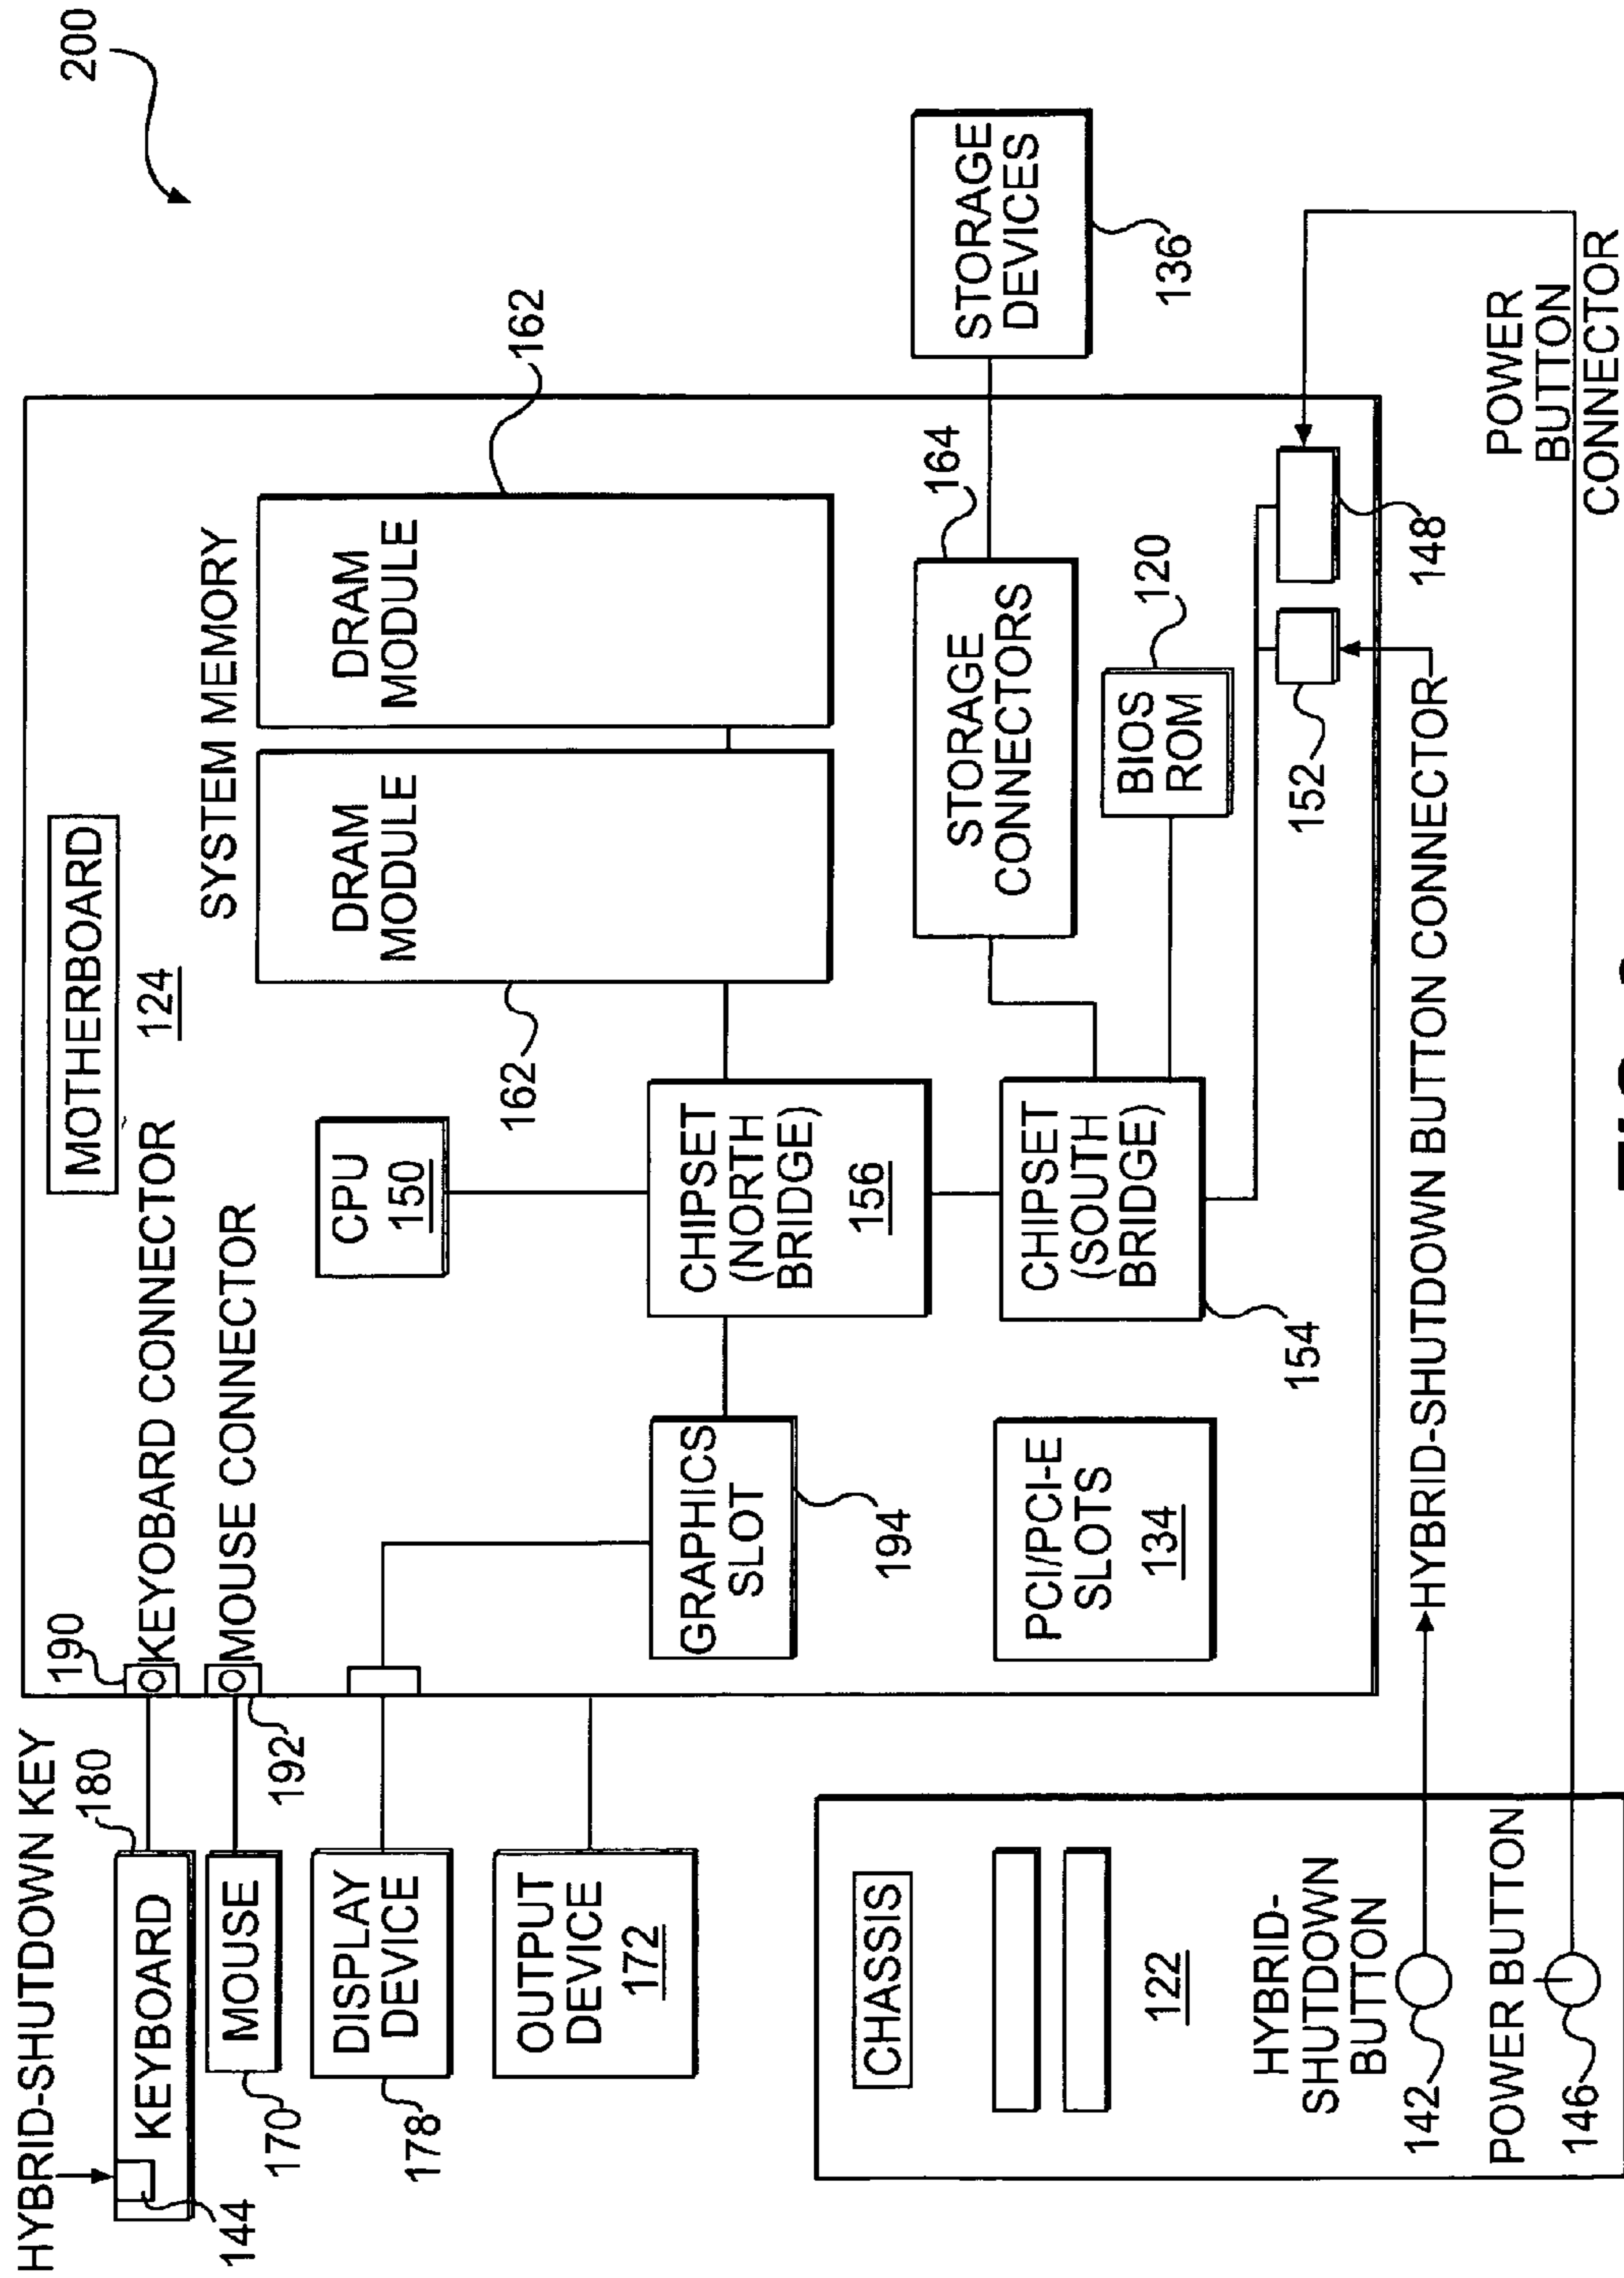 200
MOTHERBOARD
124
SYSTEM MEMORY
HYBRID-SHUTDOWN KEY
144
KEYBOARD
180
190
KEYOBARD CONNECTOR
MOUSE
170
192
MOUSE CONNECTOR
DISPLAY
DEVICE
178
OUTPUT
DEVICE
172
CPU
150
DRAM
MODULE
162
DRAM
MODULE
162
GRAPHICS
SLOT
194
CHIPSET
(NORTH
BRIDGE)
156
STORAGE
CONNECTORS
164
STORAGE
DEVICES
136
PCI/PCI-E
SLOTS
134
CHIPSET
(SOUTH
BRIDGE)
154
BIOS
ROM
120
152
148
CHASSIS
122
HYBRID-
SHUTDOWN
BUTTON
142
HYBRID-SHUTDOWN BUTTON CONNECTOR
POWER BUTTON
146
POWER
BUTTON
CONNECTOR